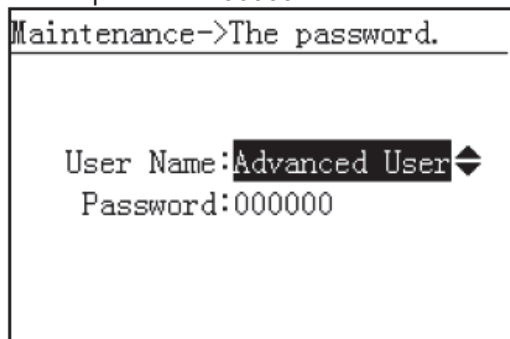 Maintenance->The password.
User Name:Advanced User
Password:000000